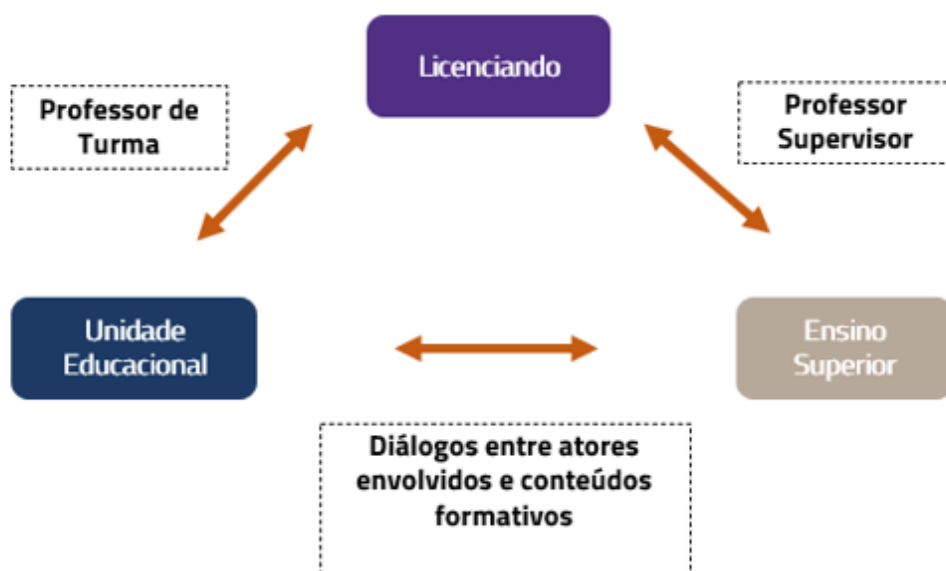 Licenciando
Professor de
Turma
Professor
Supervisor
Unidade
Educacional
Ensino
Superior
Diálogos entre atores
envolvidos e conteúdos
formativos